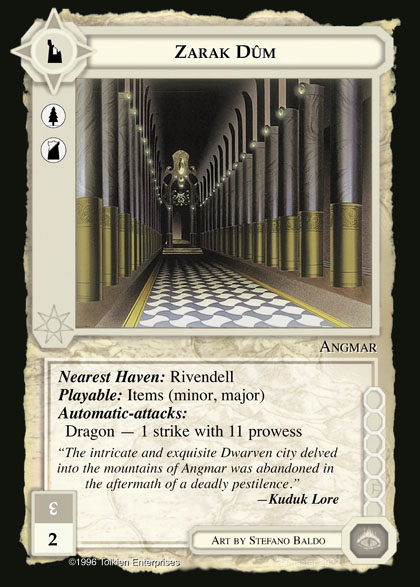 Zarak Dûm
Angmar
Nearest Haven: Rivendell
Playable: Items (minor, major)
Automatic-attacks:
Dragon — 1 strike with 11 prowess
“The intricate and exquisite Dwarven city delved
into the mountains of Angmar was abandoned in
the aftermath of a deadly pestilence.”
—Kuduk Lore
ε
2
Art by Stefano Baldo
©1996 Tolkien Enterprises